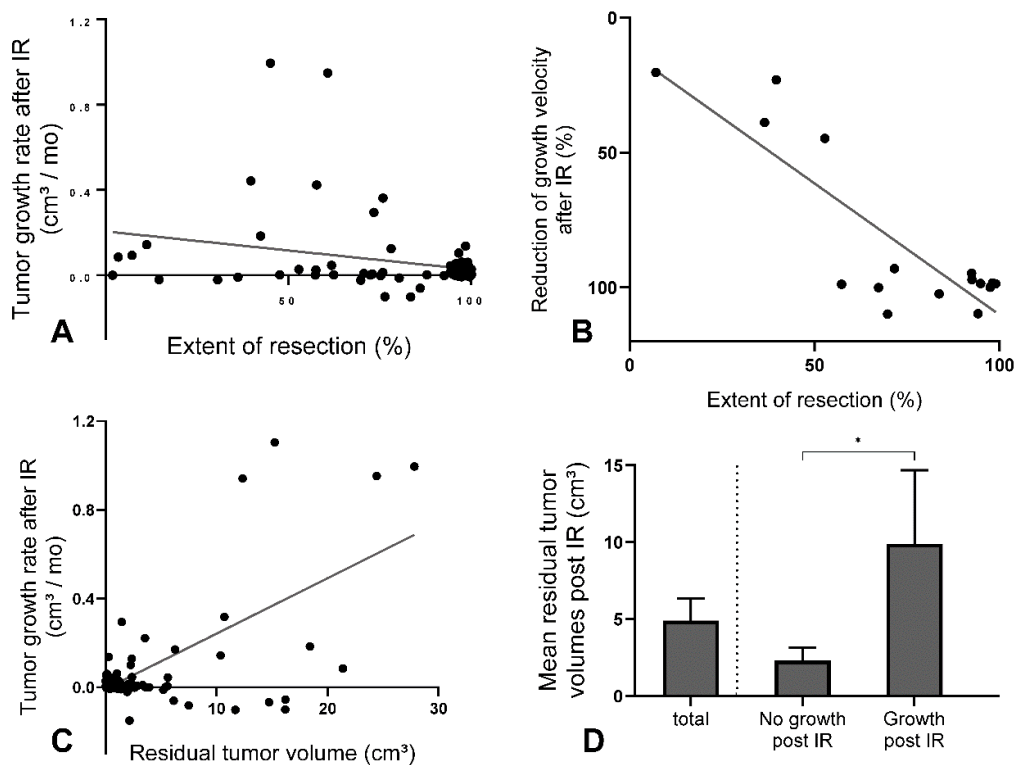 Tumor growth rate after IR
(cm³ / mo)
1.2
0.8
0.4
0.0
50
100
A
Extent of resection (%)
Reduction of growth velocity
after IR (%)
0
50
100
B
0
50
100
Extent of resection (%)
Tumor growth rate after IR
(cm³ / mo)
1.2
0.8
0.4
0.0
10
20
30
C
Residual tumor volume (cm³)
Mean residual tumor
volumes post IR (cm³)
15
10
5
0
*
D
total
No growth
post IR
Growth
post IR